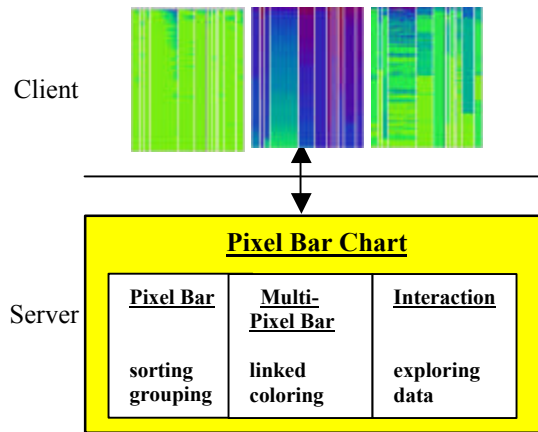 Client
Pixel Bar Chart
Server
Pixel Bar
sorting
grouping
Multi-
Pixel Bar
linked
coloring
Interaction
exploring
data